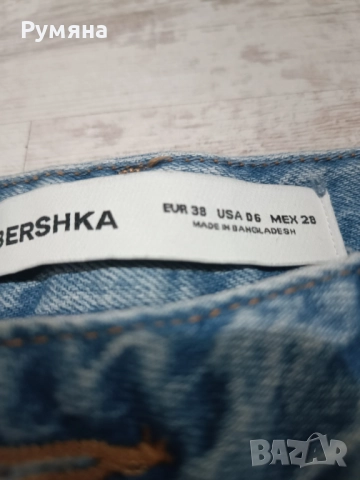 Румяна
BERSHKA
EUR 38 USA 06 MEX 28
MADE IN BANGLADESH
BAZAR